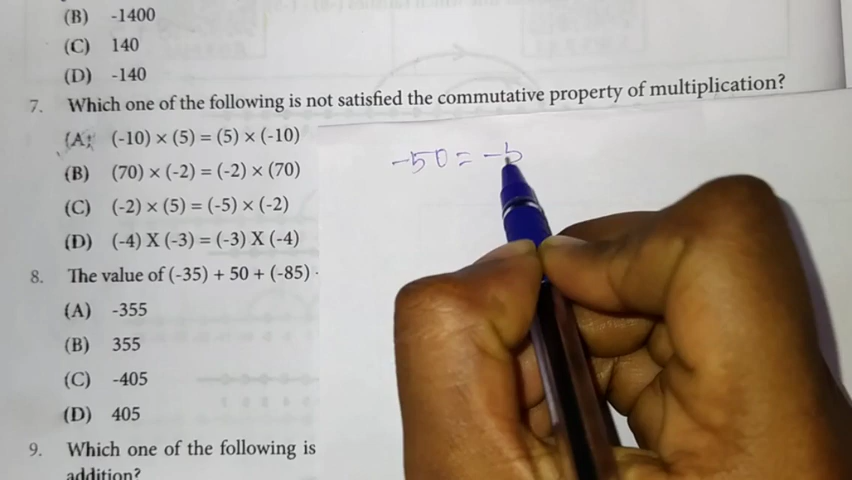 (B) -1400
(C) 140
(D) -140
7. Which one of the following is not satisfied the commutative property of multiplication?
(A) (-10) × (5) = (5) × (-10)
(B) (70) × (-2) = (-2) × (70)
(C) (-2) × (5) = (-5) × (-2)
(D) (-4) X (-3) = (-3) X (-4)
-50 = -5
8. The value of (-35) + 50 + (-85)
(A) -355
(B) 355
(C) -405
(D) 405
9. Which one of the following is
addition?